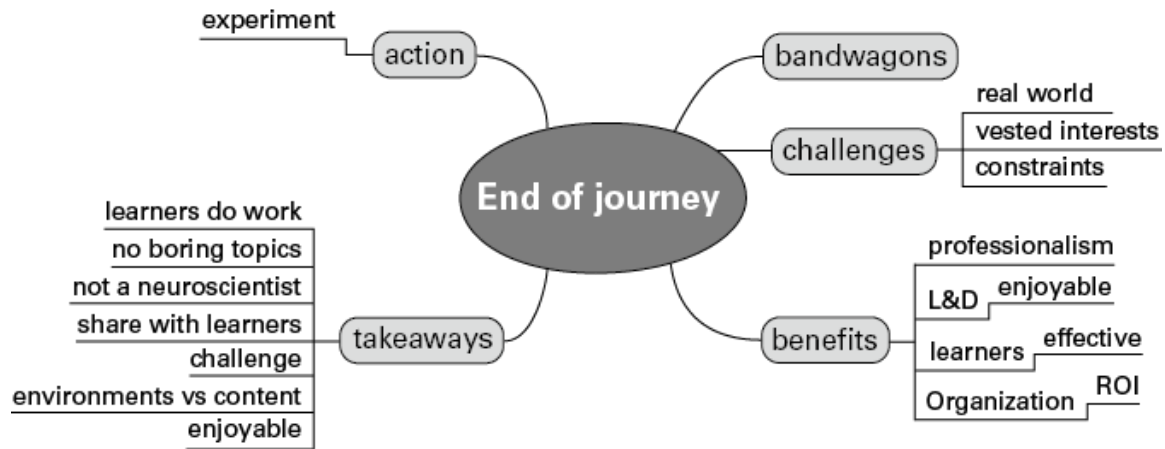 experiment
action
bandwagons
real world
challenges
vested interests
constraints
End of journey
learners do work
no boring topics
not a neuroscientist
share with learners
takeaways
challenge
environments vs content
enjoyable
professionalism
L&D
enjoyable
benefits
learners
effective
Organization
ROI